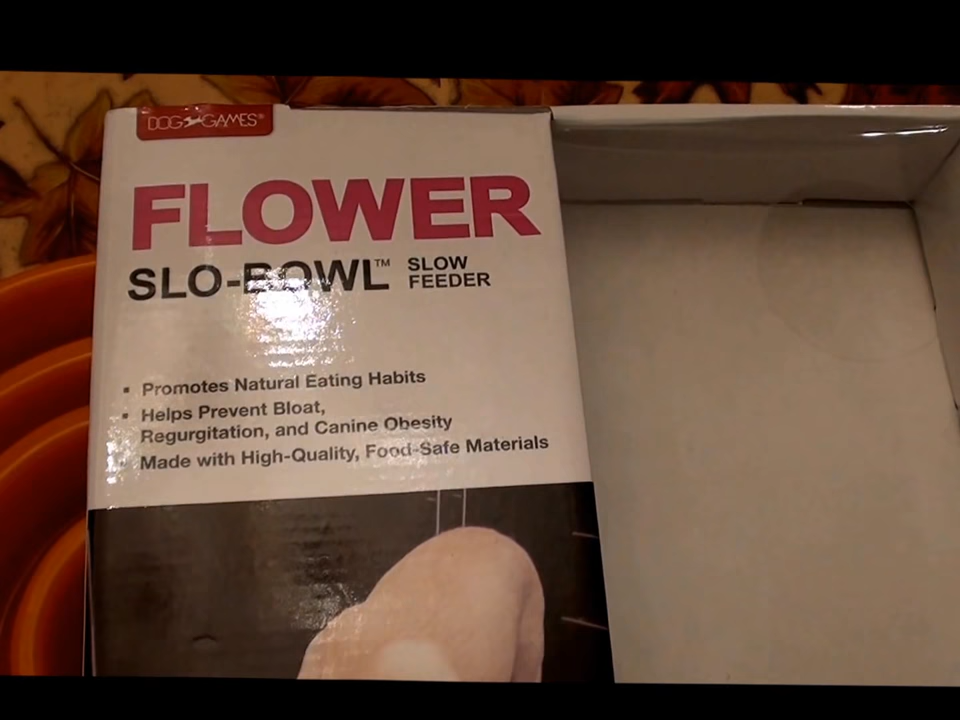 DOG GAMES®
FLOWER
SLO-BOWL™ SLOW FEEDER
▪ Promotes Natural Eating Habits
▪ Helps Prevent Bloat,
Regurgitation, and Canine Obesity
▪ Made with High-Quality, Food-Safe Materials